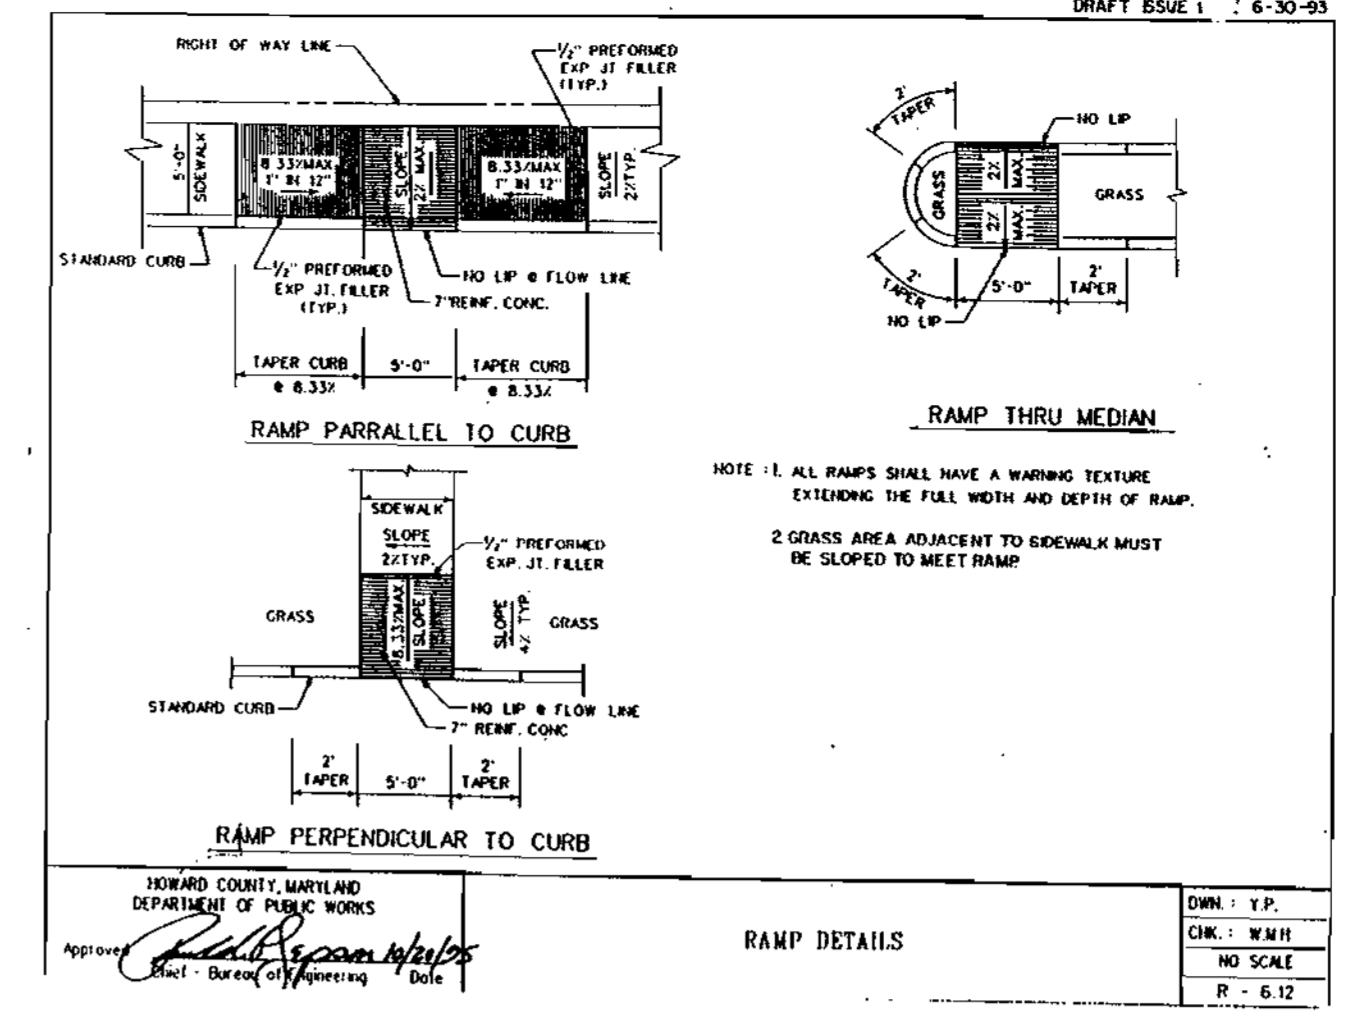 DRAFT ISSUE 1 : 6-30-93
RIGHT OF WAY LINE
1/2" PREFORMED
EXP JT FILLER
(TYP.)
5'-0"
SIDEWALK
8.33%MAX.
1" IN 12"
SLOPE
2% MAX.
8.33%MAX
1" IN 12"
SLOPE
2%TYP.
STANDARD CURB
1/2" PREFORMED
EXP JT. FILLER
(TYP.)
NO LIP @ FLOW LINE
7"REINF. CONC.
TAPER CURB
@ 8.33%
5'-0"
TAPER CURB
@ 8.33%
RAMP PARRALLEL TO CURB
2'
TAPER
NO LIP
GRASS
2%
MAX.
2%
MAX.
GRASS
2'
TAPER
5'-0"
2'
TAPER
NO LIP
RAMP THRU MEDIAN
NOTE : 1. ALL RAMPS SHALL HAVE A WARNING TEXTURE
EXTENDING THE FULL WIDTH AND DEPTH OF RAMP.
2 GRASS AREA ADJACENT TO SIDEWALK MUST
BE SLOPED TO MEET RAMP.
SIDEWALK
SLOPE
2%TYP.
1/2" PREFORMED
EXP. JT. FILLER
GRASS
8.33%MAX.
SLOPE
SLOPE
4% TYP.
GRASS
STANDARD CURB
NO LIP @ FLOW LINE
7" REINF. CONC
2'
TAPER
5'-0"
2'
TAPER
RAMP PERPENDICULAR TO CURB
HOWARD COUNTY, MARYLAND
DEPARTMENT OF PUBLIC WORKS
Approved 10/20/95
Chief - Bureau of Engineering Date
RAMP DETAILS
DWN. : Y.P.
CHK. : W.M.H
NO SCALE
R - 6.12